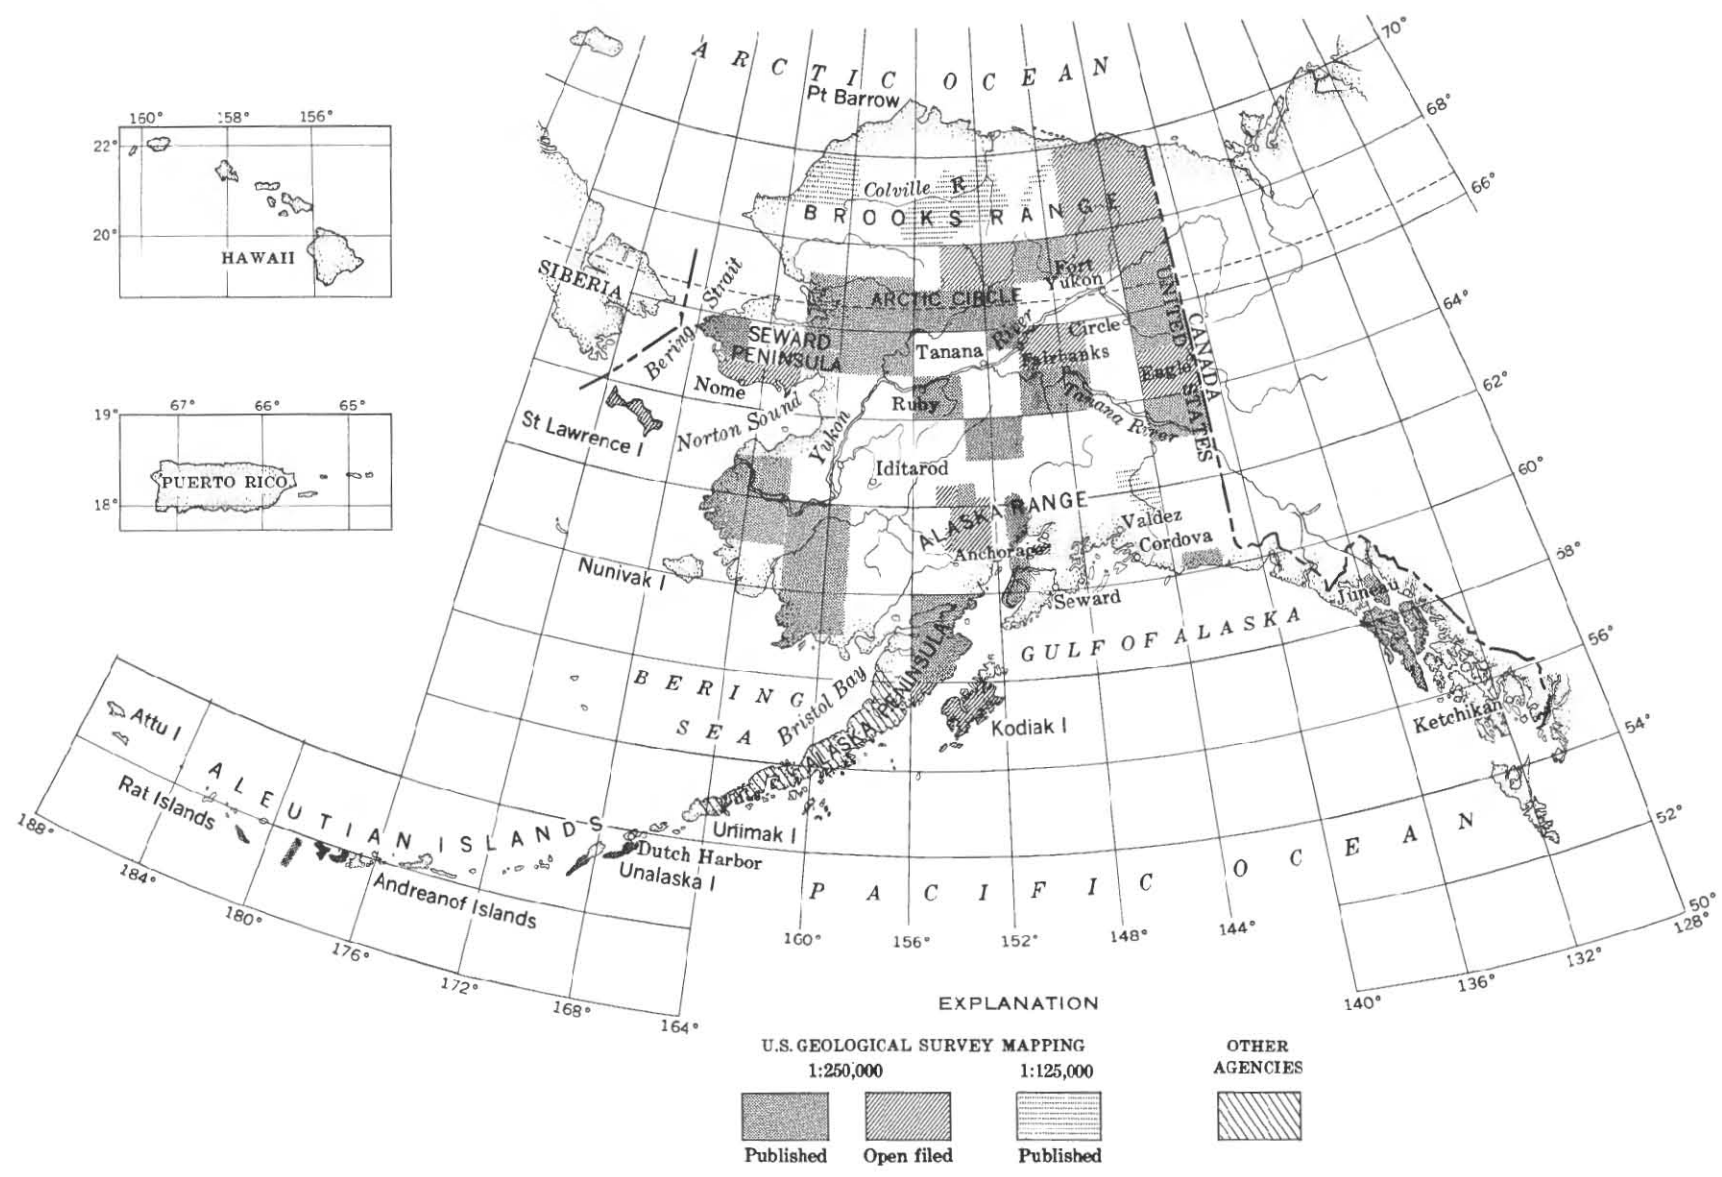 ARCTIC OCEAN
Pt Barrow
70°
68°
66°
64°
62°
60°
58°
56°
54°
52°
50°
128°
160° 158° 156°
22°
20°
HAWAII
Colville R
BROOKS RANGE
SIBERIA
Bering Strait
ARCTIC CIRCLE
Fort
Yukon
UNITED STATES
CANADA
SEWARD
PENINSULA
Nome
Tanana
River
Circle
Fairbanks
Eagle
Ruby
Tanana River
67° 66° 65°
19°
18°
PUERTO RICO
St Lawrence I
Norton Sound
Yukon
Iditarod
ALASKA RANGE
Anchorage
Valdez
Cordova
Nunivak I
Seward
Juneau
GULF OF ALASKA
BERING
SEA
Bristol Bay
ALASKA PENINSULA
Kodiak I
Ketchikan
Attu I
Rat Islands
ALEUTIAN ISLANDS
Unimak I
Dutch Harbor
Unalaska I
Andreanof Islands
PACIFIC OCEAN
188°
184°
180°
176°
172°
168°
164°
160° 156° 152° 148° 144°
140°
136°
132°
EXPLANATION
U.S. GEOLOGICAL SURVEY MAPPING
1:250,000 1:125,000
OTHER
AGENCIES
Published Open filed Published